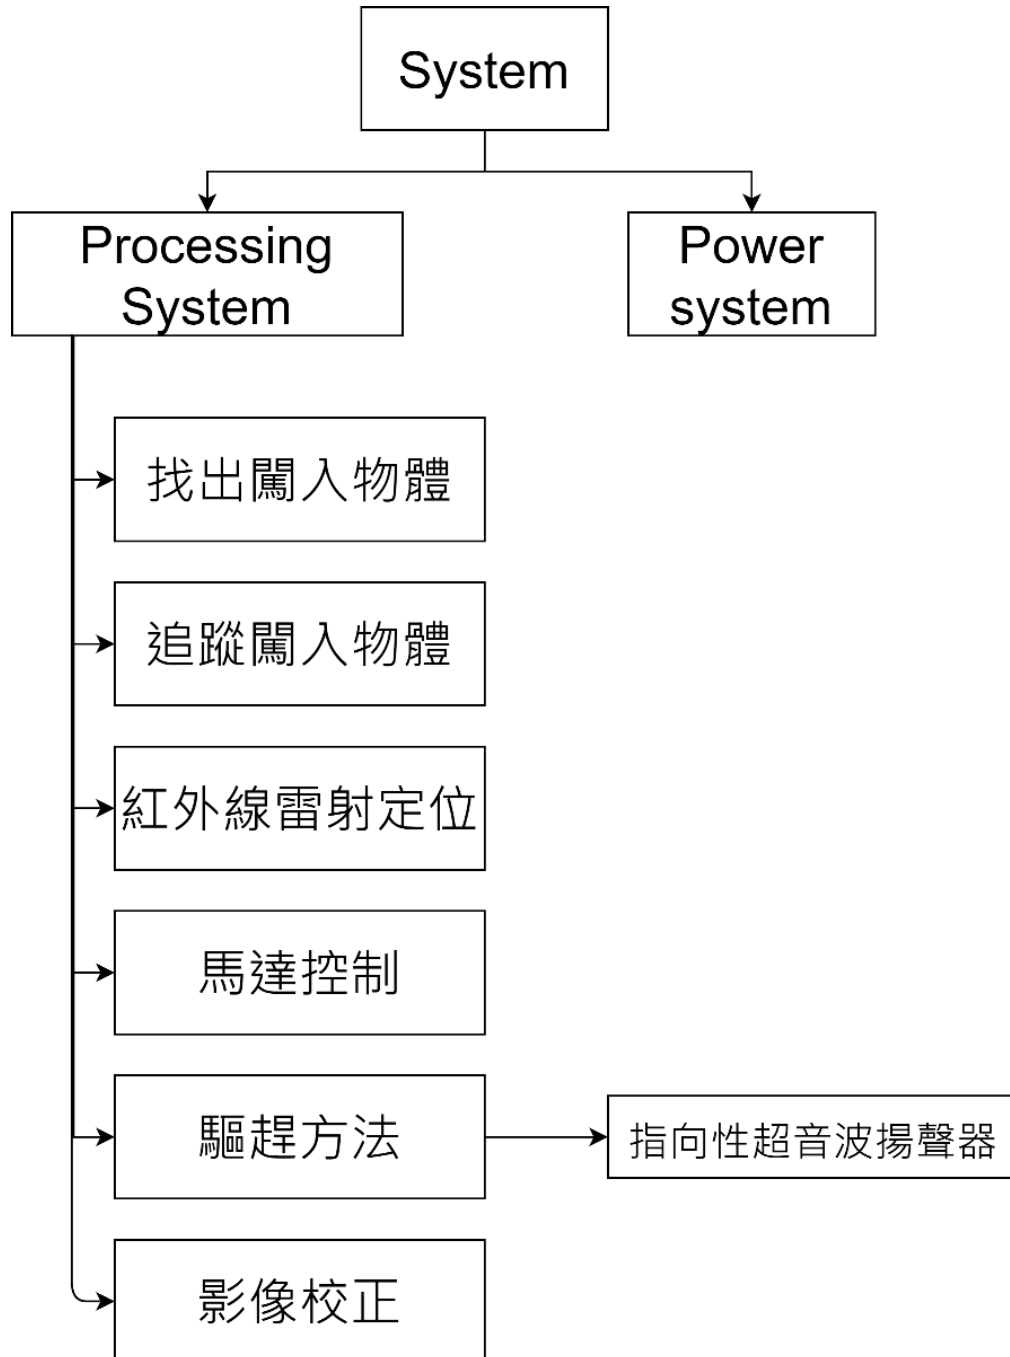 System
Processing
System
Power
system
找出闖入物體
追蹤闖入物體
紅外線雷射定位
馬達控制
驅趕方法
指向性超音波揚聲器
影像校正